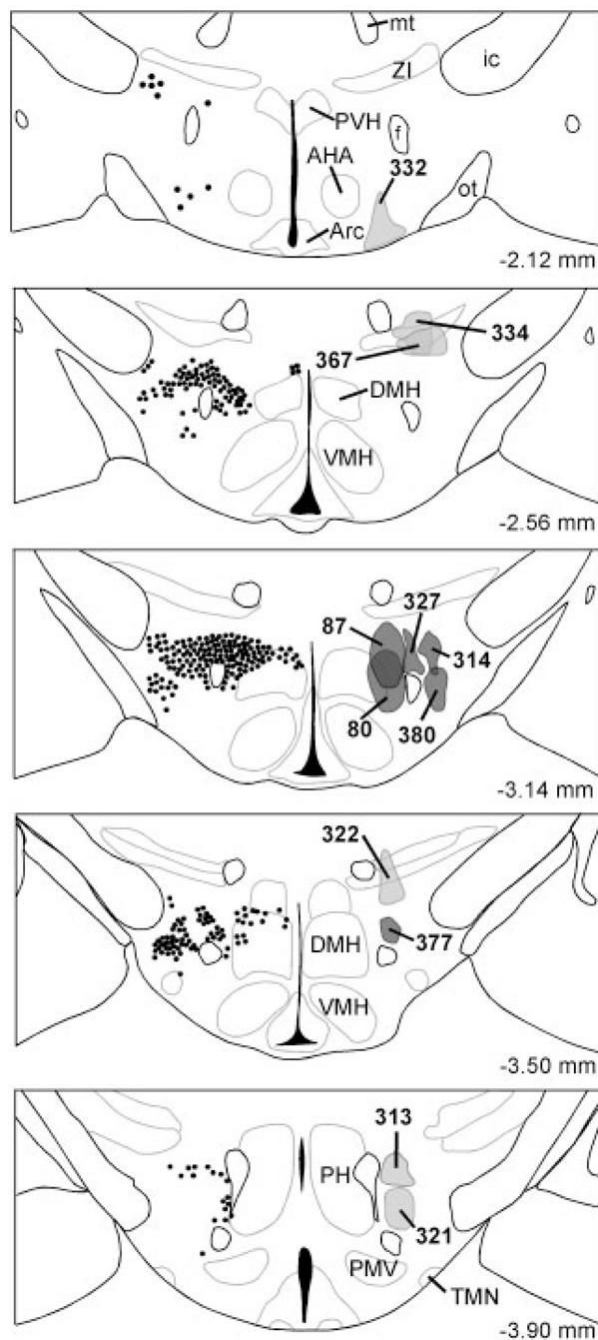 mt
ZI
ic
PVH
f
AHA
332
ot
Arc
-2.12 mm
334
367
DMH
VMH
-2.56 mm
327
87
314
80
380
-3.14 mm
322
377
DMH
VMH
-3.50 mm
313
PH
321
PMV
TMN
-3.90 mm